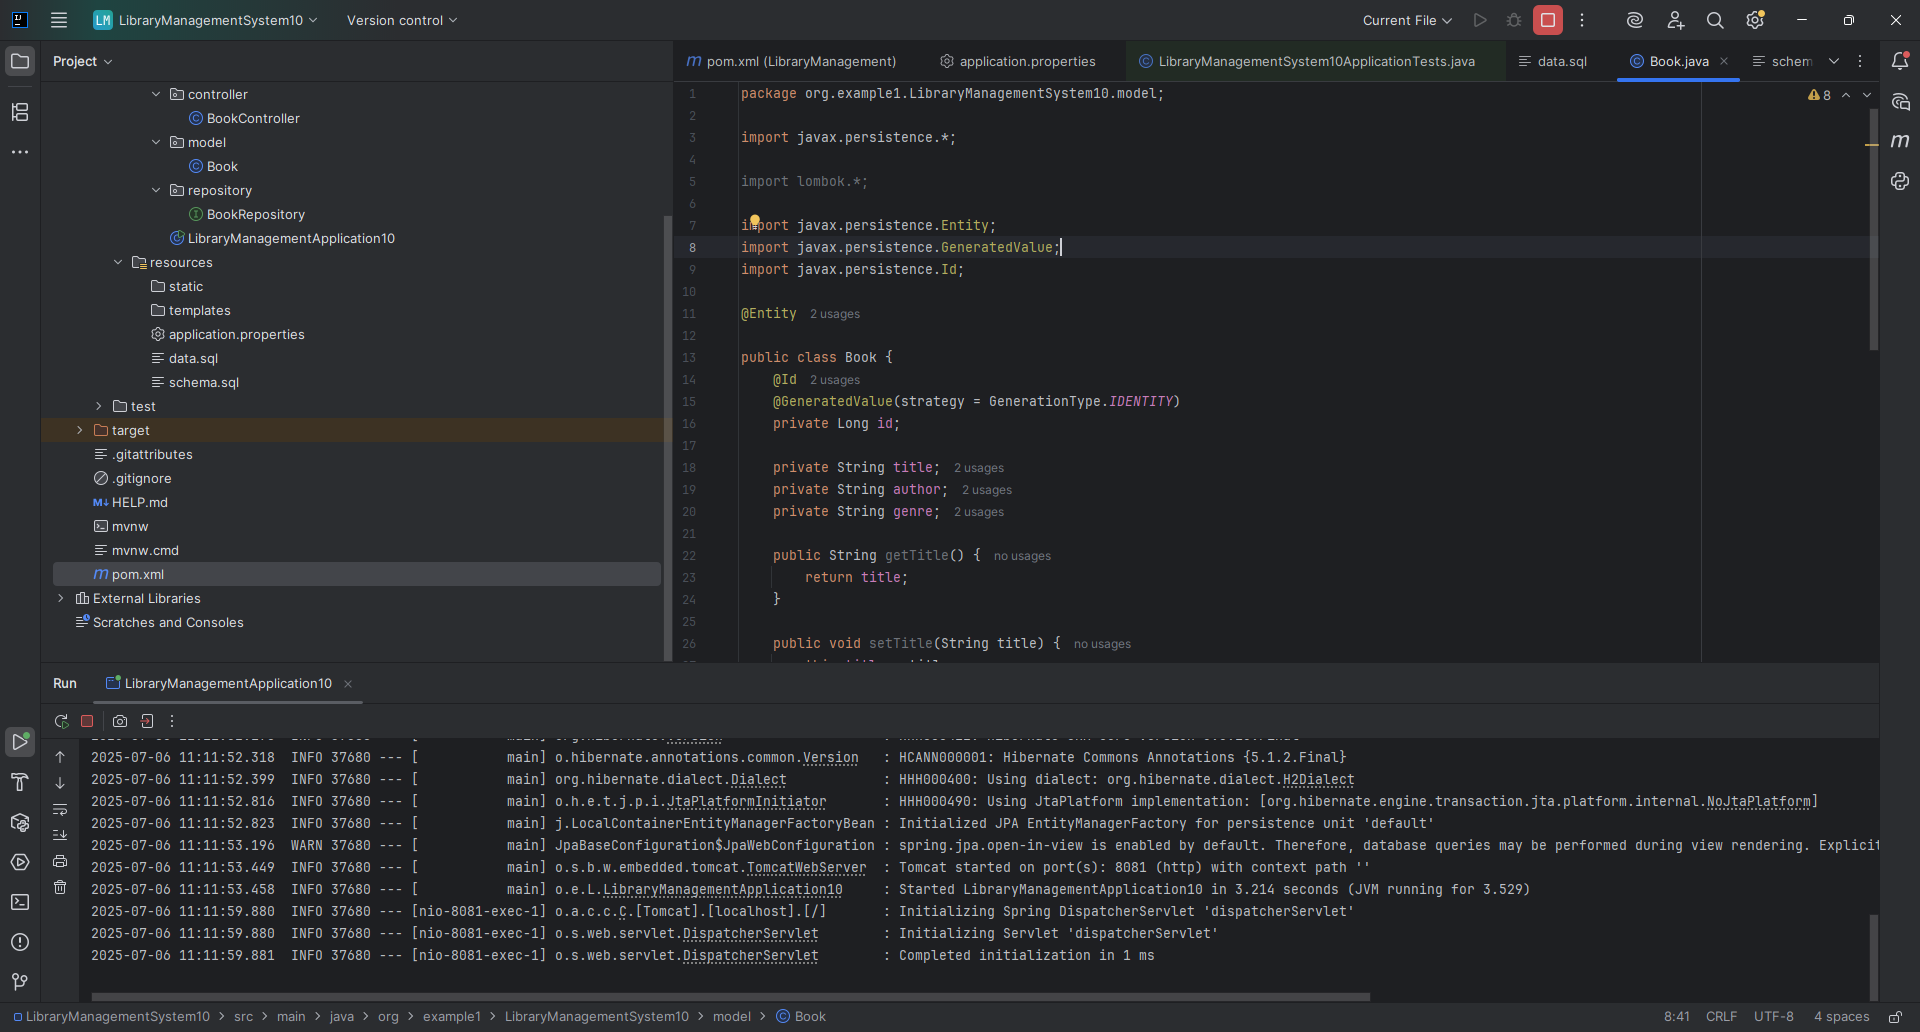 LM LibraryManagementSystem10 Version control Current File
Project
pom.xml (LibraryManagement) application.properties LibraryManagementSystem10ApplicationTests.java data.sql Book.java schem
controller
BookController
model
Book
repository
BookRepository
LibraryManagementApplication10
resources
static
templates
application.properties
data.sql
schema.sql
test
target
.gitattributes
.gitignore
M↓ HELP.md
mvnw
mvnw.cmd
m pom.xml
External Libraries
Scratches and Consoles
8
1 package org.example1.LibraryManagementSystem10.model;
2
3 import javax.persistence.*;
4
5 import lombok.*;
6
7 import javax.persistence.Entity;
8 import javax.persistence.GeneratedValue;
9 import javax.persistence.Id;
10
11 @Entity 2 usages
12
13 public class Book {
14 @Id 2 usages
15 @GeneratedValue(strategy = GenerationType.IDENTITY)
16 private Long id;
17
18 private String title; 2 usages
19 private String author; 2 usages
20 private String genre; 2 usages
21
22 public String getTitle() { no usages
23 return title;
24 }
25
26 public void setTitle(String title) { no usages
Run LibraryManagementApplication10
2025-07-06 11:11:52.318 INFO 37680 --- [ main] o.hibernate.annotations.common.Version : HCANN000001: Hibernate Commons Annotations {5.1.2.Final}
2025-07-06 11:11:52.399 INFO 37680 --- [ main] org.hibernate.dialect.Dialect : HHH000400: Using dialect: org.hibernate.dialect.H2Dialect
2025-07-06 11:11:52.816 INFO 37680 --- [ main] o.h.e.t.j.p.i.JtaPlatformInitiator : HHH000490: Using JtaPlatform implementation: [org.hibernate.engine.transaction.jta.platform.internal.NoJtaPlatform]
2025-07-06 11:11:52.823 INFO 37680 --- [ main] j.LocalContainerEntityManagerFactoryBean : Initialized JPA EntityManagerFactory for persistence unit 'default'
2025-07-06 11:11:53.196 WARN 37680 --- [ main] JpaBaseConfiguration$JpaWebConfiguration : spring.jpa.open-in-view is enabled by default. Therefore, database queries may be performed during view rendering. Explicit
2025-07-06 11:11:53.449 INFO 37680 --- [ main] o.s.b.w.embedded.tomcat.TomcatWebServer : Tomcat started on port(s): 8081 (http) with context path ''
2025-07-06 11:11:53.458 INFO 37680 --- [ main] o.e.L.LibraryManagementApplication10 : Started LibraryManagementApplication10 in 3.214 seconds (JVM running for 3.529)
2025-07-06 11:11:59.880 INFO 37680 --- [nio-8081-exec-1] o.a.c.c.C.[Tomcat].[localhost].[/] : Initializing Spring DispatcherServlet 'dispatcherServlet'
2025-07-06 11:11:59.880 INFO 37680 --- [nio-8081-exec-1] o.s.web.servlet.DispatcherServlet : Initializing Servlet 'dispatcherServlet'
2025-07-06 11:11:59.881 INFO 37680 --- [nio-8081-exec-1] o.s.web.servlet.DispatcherServlet : Completed initialization in 1 ms
LibraryManagementSystem10 > src > main > java > org > example1 > LibraryManagementSystem10 > model > Book 8:41 CRLF UTF-8 4 spaces